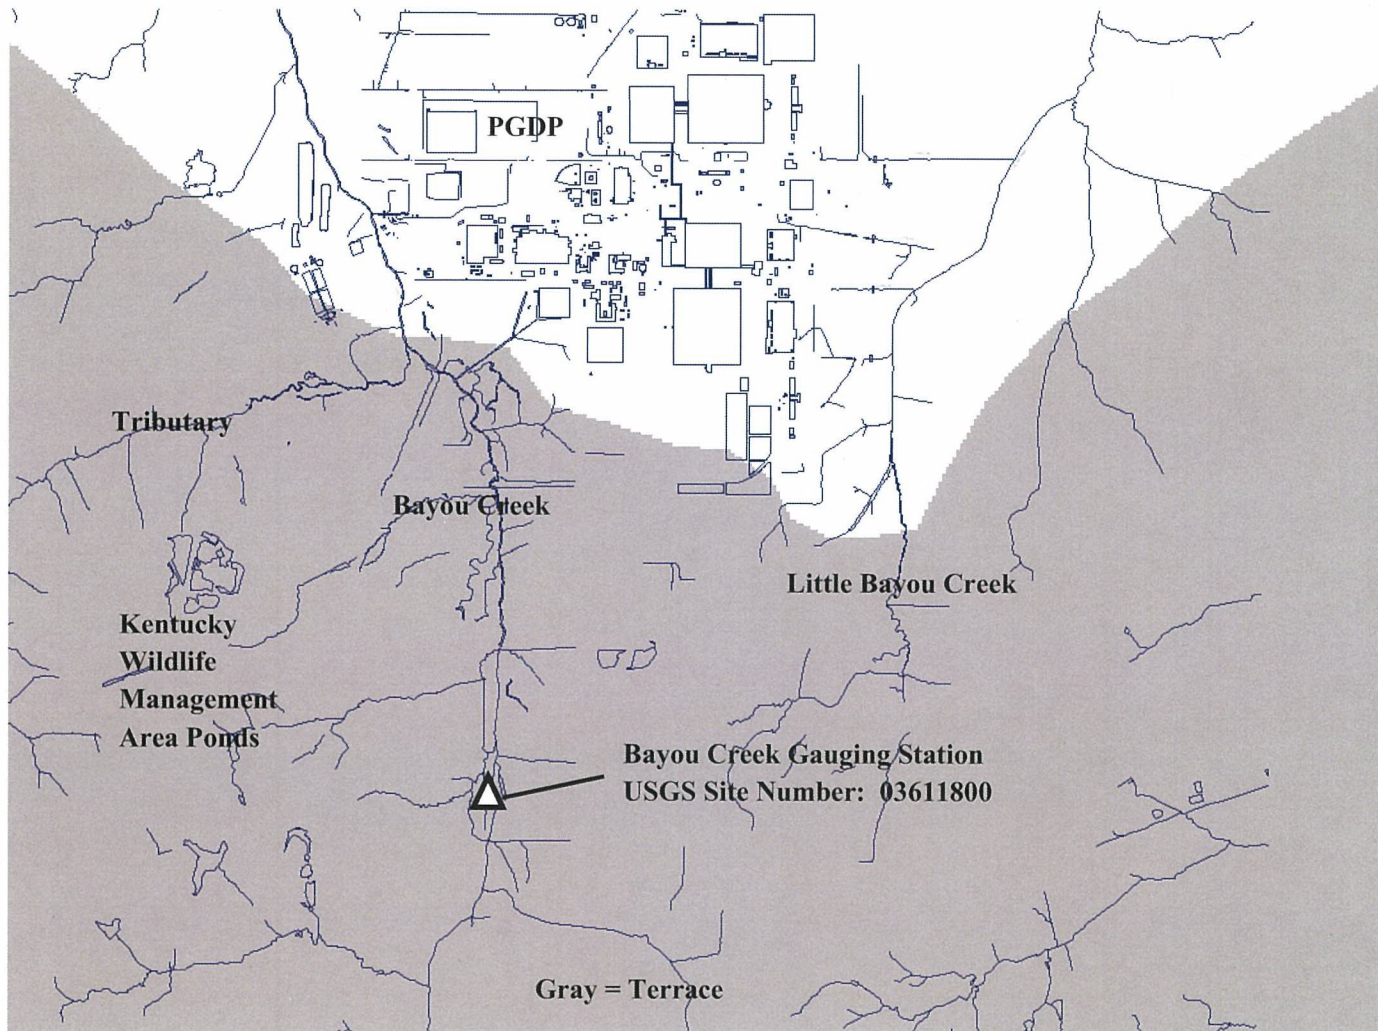 PGDP
Tributary
Bayou Creek
Little Bayou Creek
Kentucky
Wildlife
Management
Area Ponds
Bayou Creek Gauging Station
USGS Site Number: 03611800
Gray = Terrace